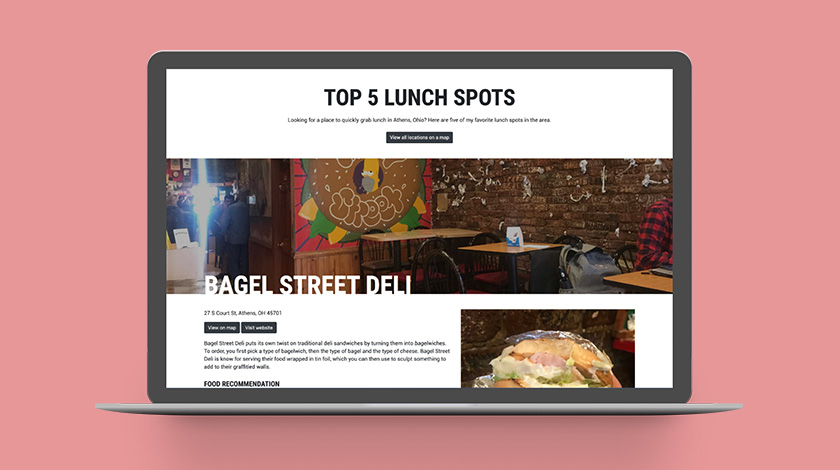 TOP 5 LUNCH SPOTS
Looking for a place to quickly grab lunch in Athens, Ohio? Here are five of my favorite lunch spots in the area.
View all locations on a map
BAGEL STREET DELI
27 S Court St, Athens, OH 45701
View on map
Visit website
Bagel Street Deli puts its own twist on traditional deli sandwiches by turning them into bagelwiches.
To order, you first pick a type of bagelwich, then the type of bagel and the type of cheese. Bagel Street
Deli is know for serving their food wrapped in tin foil, which you can then use to sculpt something to
add to their graffitied walls.
FOOD RECOMMENDATION